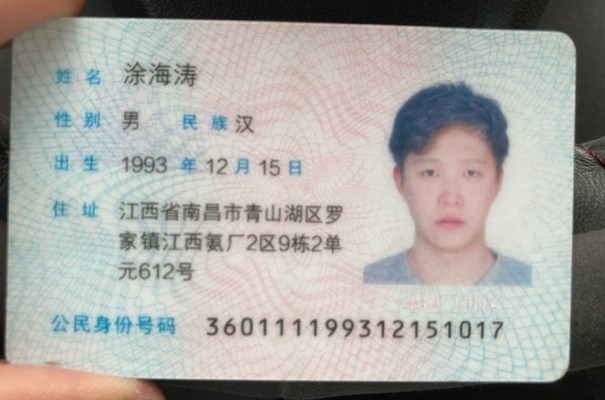 姓名 涂海涛
性别 男 民族 汉
出生 1993 年 12 月 15 日
住址 江西省南昌市青山湖区罗
家镇江西氨厂2区9栋2单
元612号
公民身份号码 360111199312151017